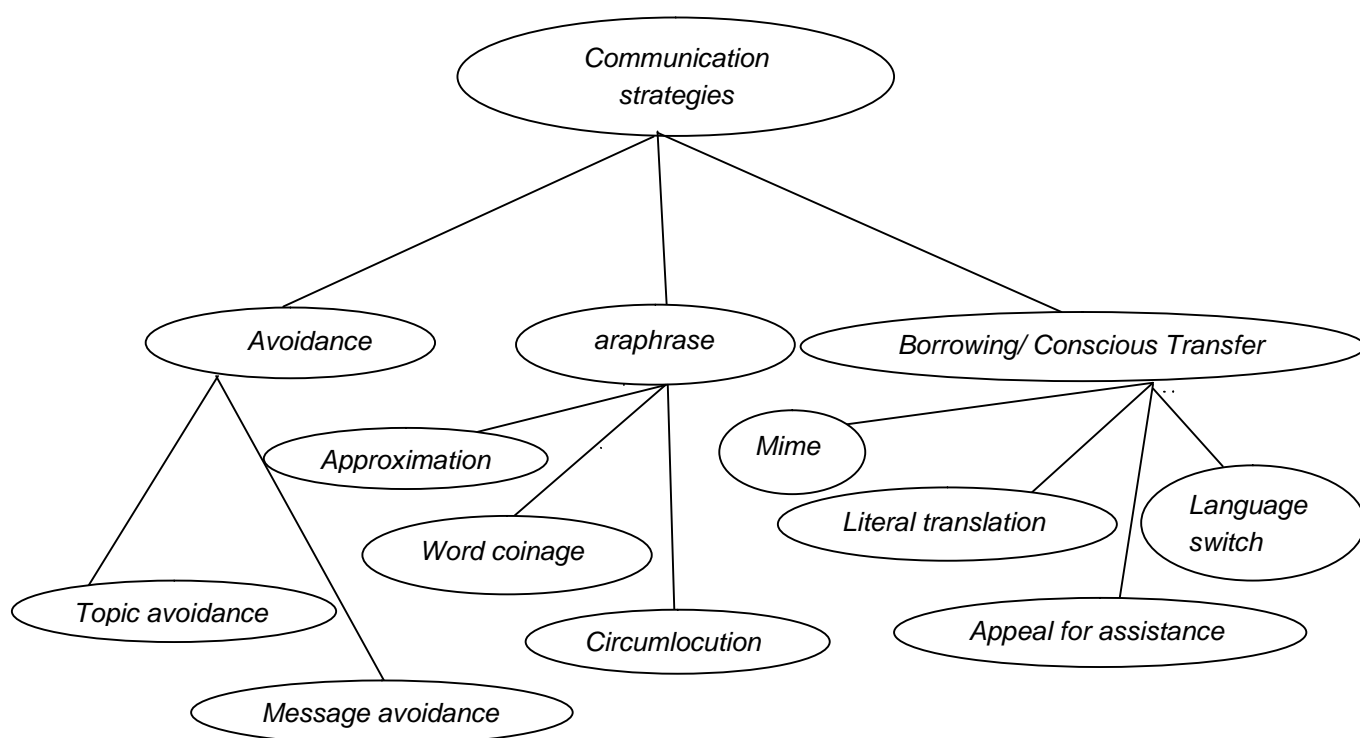 Communication
strategies
Avoidance
araphrase
Borrowing/ Conscious Transfer
Approximation
Mime
Word coinage
Literal translation
Language
switch
Topic avoidance
Circumlocution
Appeal for assistance
Message avoidance